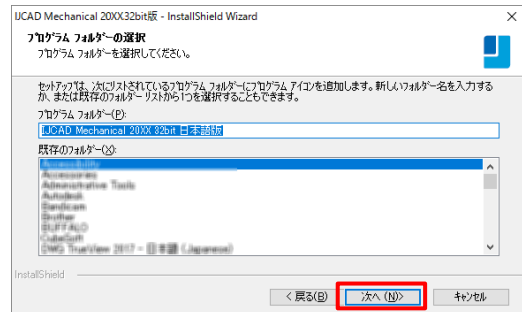 IJCAD Mechanical 20XX32bit版 - InstallShield Wizard
プログラム フォルダーの選択
プログラム フォルダーを選択してください。
セットアップは、次にリストされているプログラム フォルダーにプログラム アイコンを追加します。新しいフォルダー名を入力する
か、または既存のフォルダー リストから1つを選択することもできます。
プログラム フォルダー(P):
IJCAD Mechanical 20XX 32bit 日本語版
既存のフォルダー(X):
Accessibility
Accessories
Administrative Tools
Autodesk
Bandicam
Brother
BUFFALO
CubeSoft
DWG TrueView 2017 - 日本語 (Japanese)
InstallShield
< 戻る(B)
次へ (N)>
キャンセル